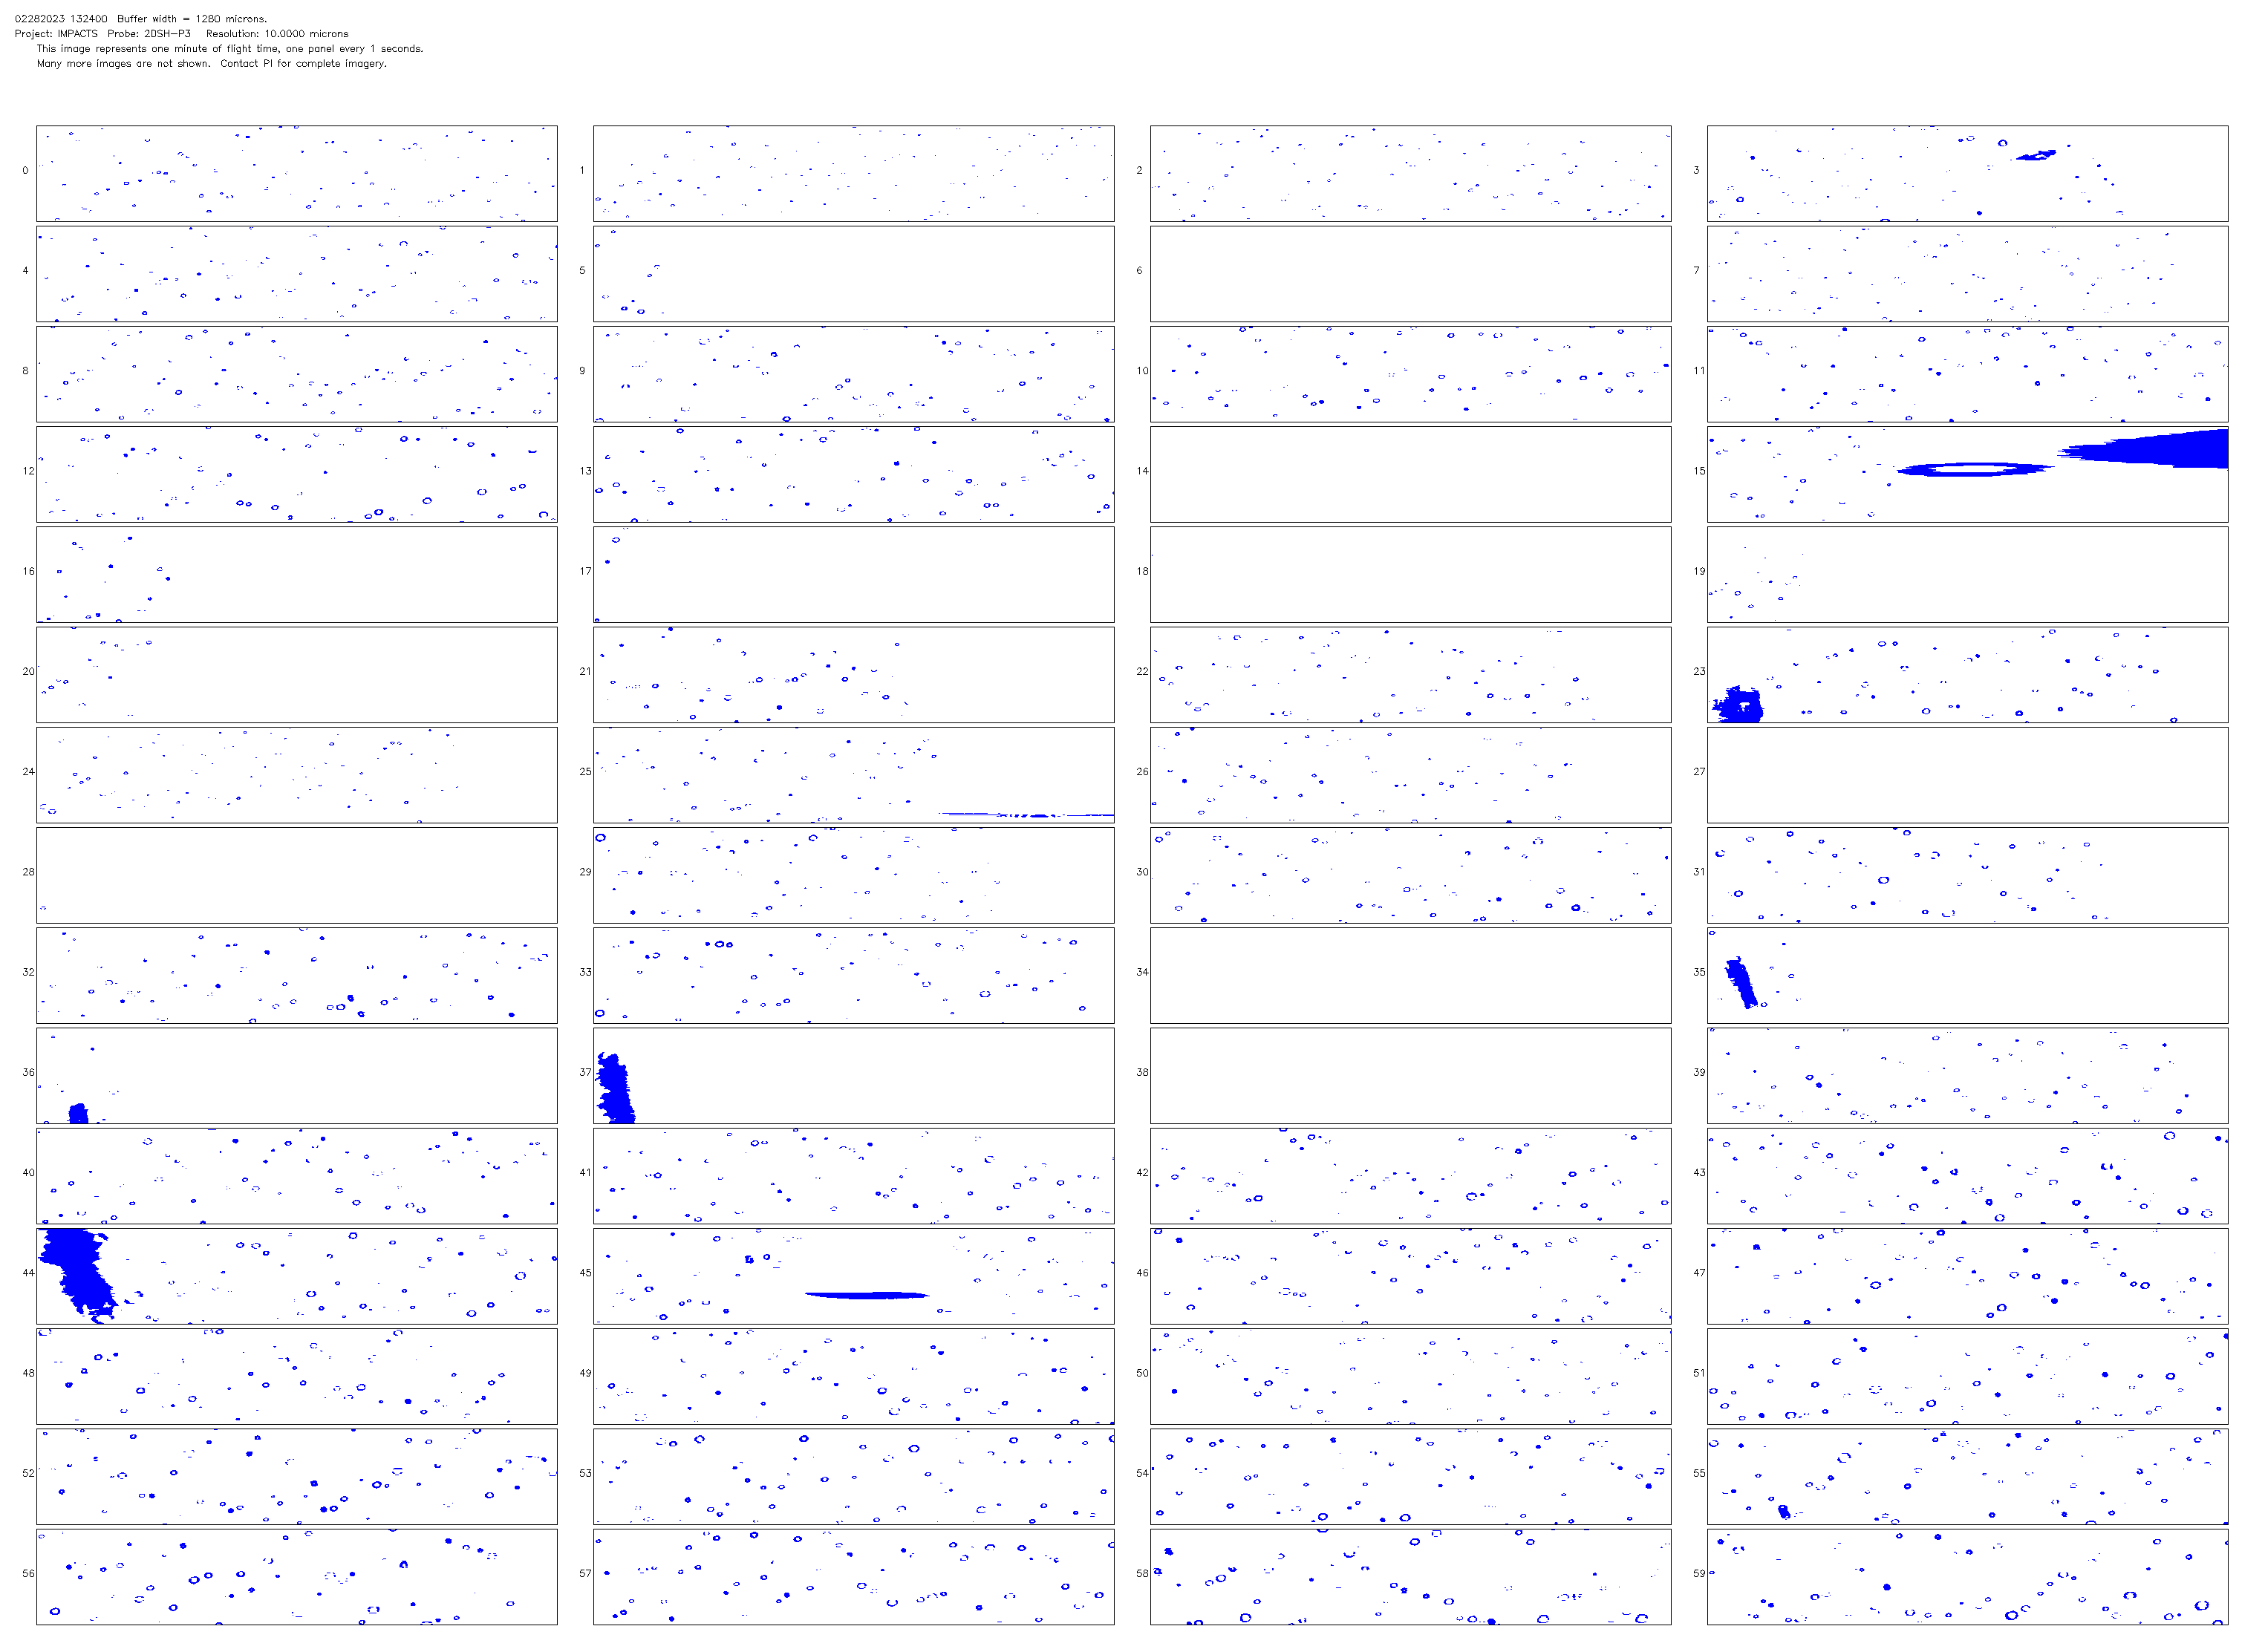 02282023 132400  Buffer width = 1280 microns.
Project: IMPACTS  Probe: 2DSH-P3  Resolution: 10.0000 microns
This image represents one minute of flight time, one panel every 1 seconds.
Many more images are not shown.  Contact PI for complete imagery.
0 1 2 3
4 5 6 7
8 9 10 11
12 13 14 15
16 17 18 19
20 21 22 23
24 25 26 27
28 29 30 31
32 33 34 35
36 37 38 39
40 41 42 43
44 45 46 47
48 49 50 51
52 53 54 55
56 57 58 59